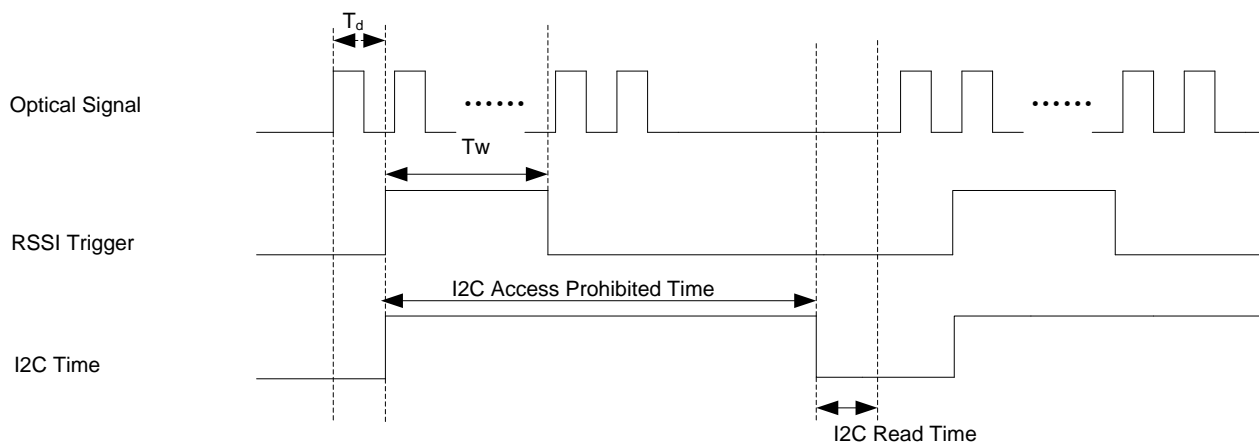 Td
Optical Signal
......
......
Tw
RSSI Trigger
I2C Access Prohibited Time
I2C Time
I2C Read Time